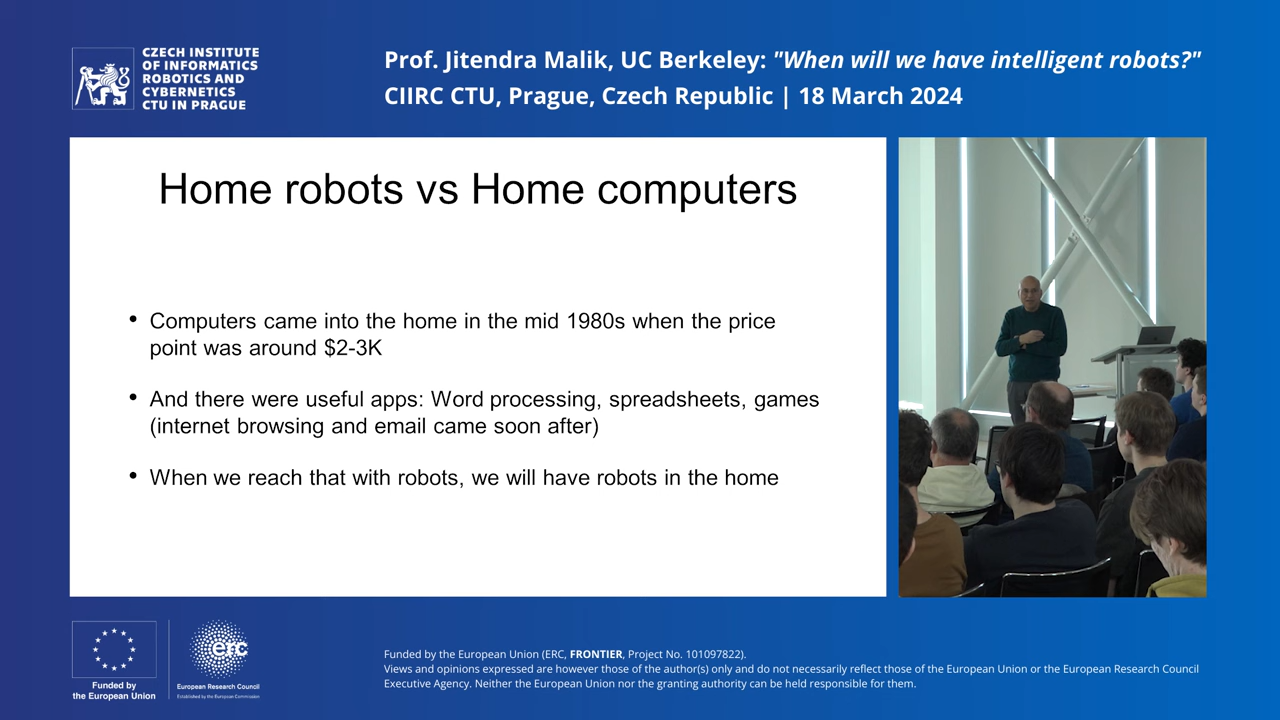 CZECH INSTITUTE
OF INFORMATICS
ROBOTICS AND
CYBERNETICS
CTU IN PRAGUE
Prof. Jitendra Malik, UC Berkeley: "When will we have intelligent robots?"
CIIRC CTU, Prague, Czech Republic | 18 March 2024
Home robots vs Home computers
• Computers came into the home in the mid 1980s when the price
point was around $2-3K
• And there were useful apps: Word processing, spreadsheets, games
(internet browsing and email came soon after)
• When we reach that with robots, we will have robots in the home
Funded by
the European Union
erc
European Research Council
Established by the European Commission
Funded by the European Union (ERC, FRONTIER, Project No. 101097822).
Views and opinions expressed are however those of the author(s) only and do not necessarily reflect those of the European Union or the European Research Council
Executive Agency. Neither the European Union nor the granting authority can be held responsible for them.